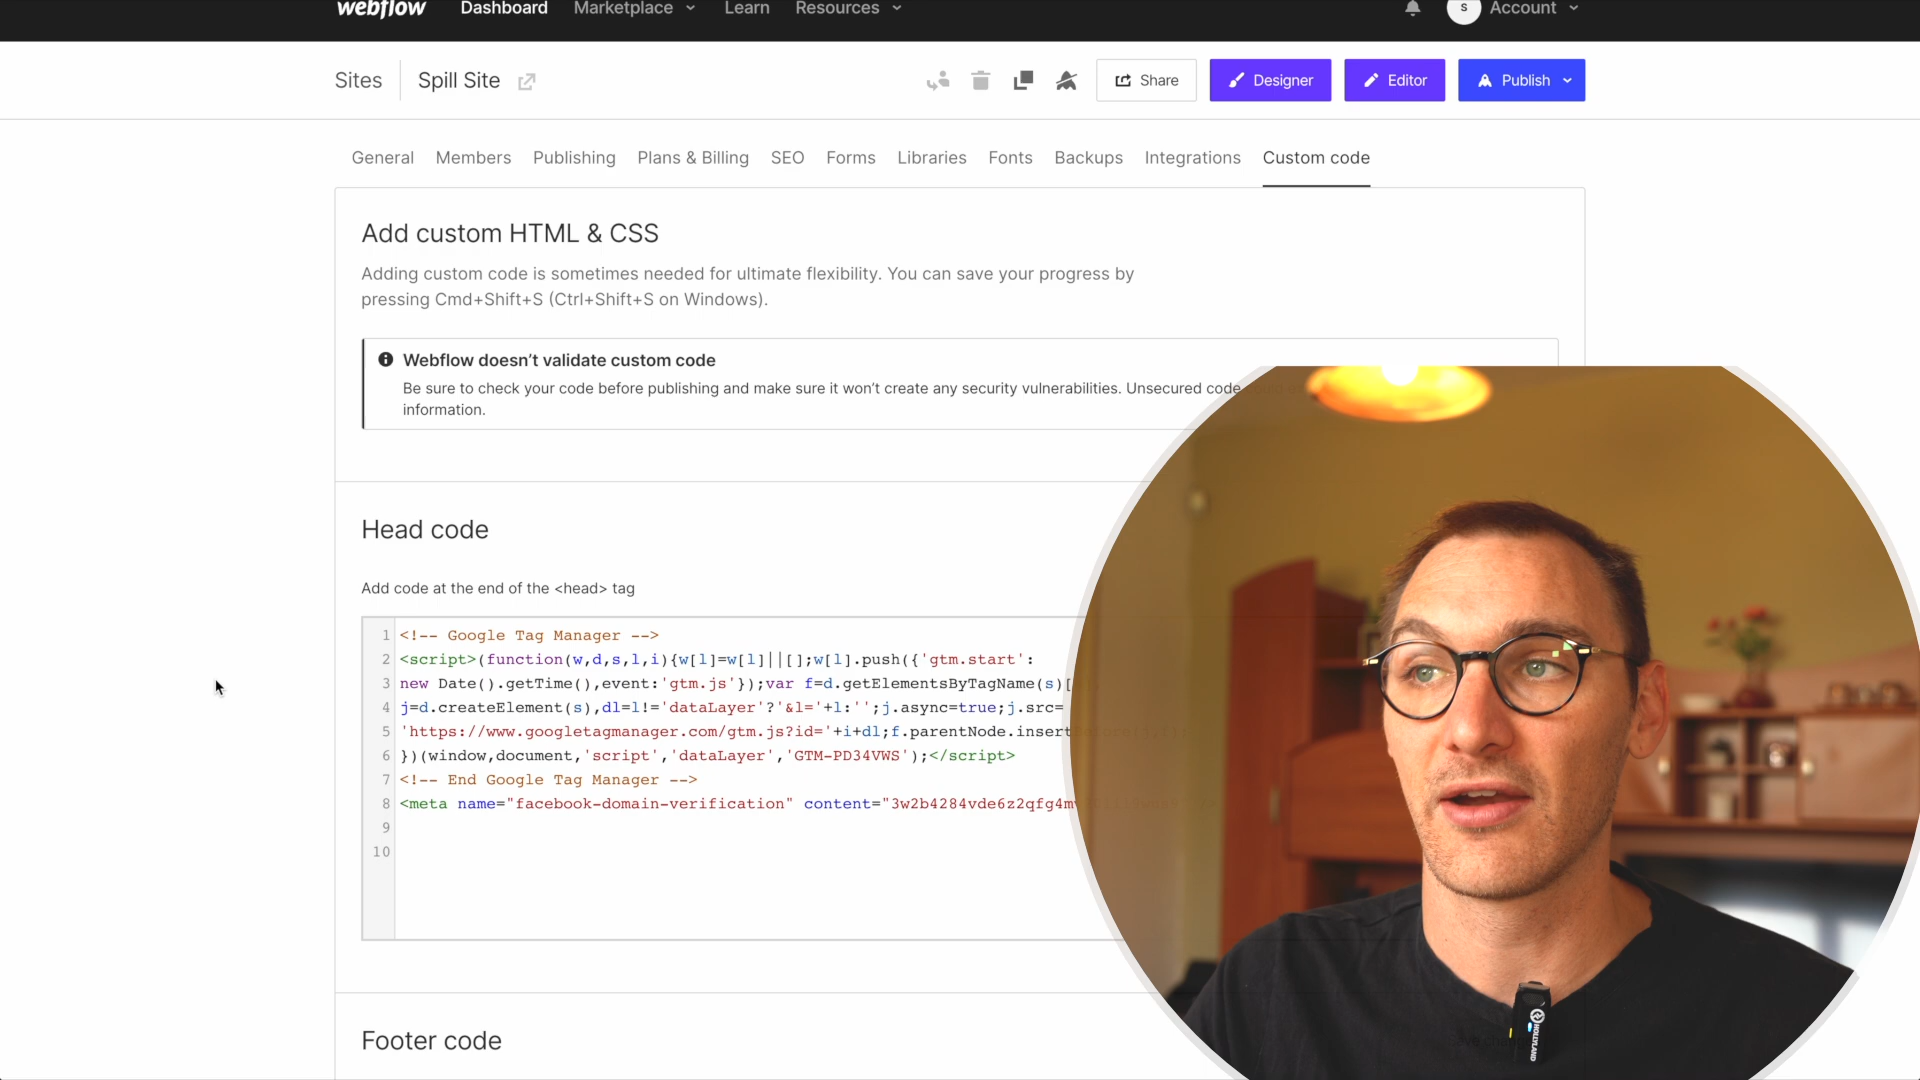 webflow Dashboard Marketplace Learn Resources S Account
Sites Spill Site Share Designer Editor Publish
General Members Publishing Plans & Billing SEO Forms Libraries Fonts Backups Integrations Custom code
Add custom HTML & CSS
Adding custom code is sometimes needed for ultimate flexibility. You can save your progress by
pressing Cmd+Shift+S (Ctrl+Shift+S on Windows).
Webflow doesn’t validate custom code
Be sure to check your code before publishing and make sure it won’t create any security vulnerabilities. Unsecured code
information.
Head code
Add code at the end of the <head> tag
1 <!-- Google Tag Manager -->
2 <script>(function(w,d,s,l,i){w[l]=w[l]||[];w[l].push({'gtm.start':
3 new Date().getTime(),event:'gtm.js'});var f=d.getElementsByTagName(s)[
4 j=d.createElement(s),dl=l!='dataLayer'?'&l='+l:'';j.async=true;j.src=
5 'https://www.googletagmanager.com/gtm.js?id='+i+dl;f.parentNode.insert
6 })(window,document,'script','dataLayer','GTM-PD34VWS');</script>
7 <!-- End Google Tag Manager -->
8 <meta name="facebook-domain-verification" content="3w2b4284vde6z2qfg4m
9
10
Footer code
HOLLYLAND